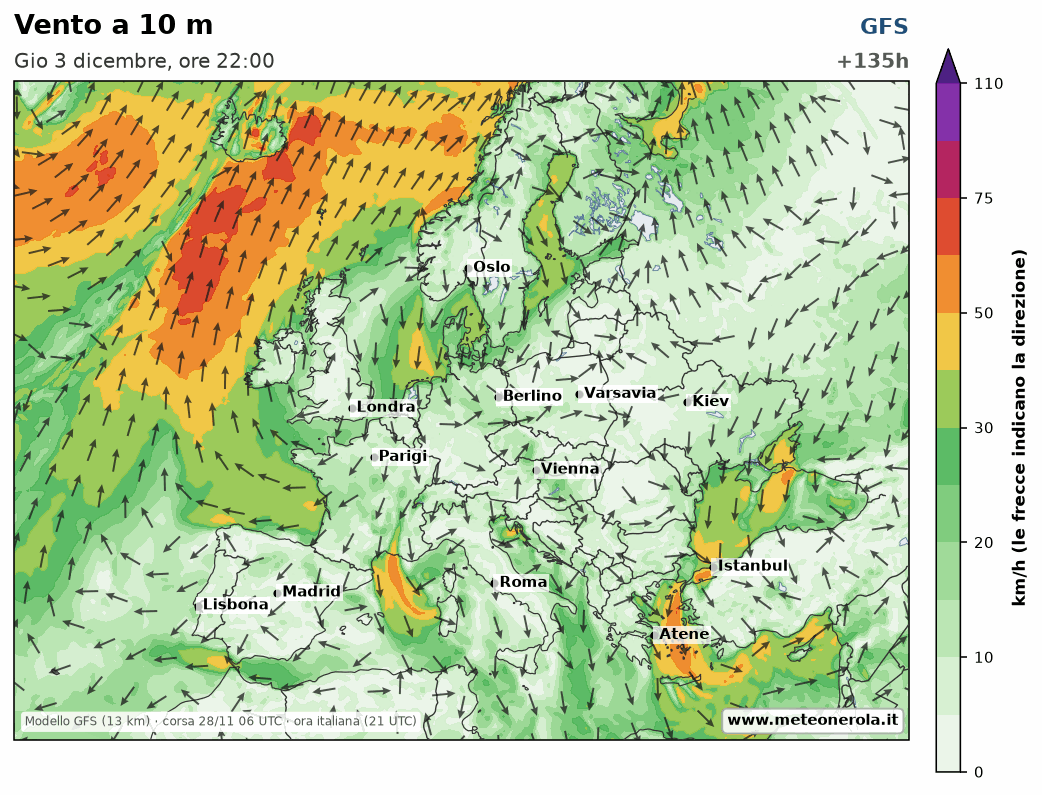 Vento a 10 m
GFS
Gio 3 dicembre, ore 22:00
+135h
110
75
50
30
20
10
0
km/h (le frecce indicano la direzione)
Oslo
Berlino
Varsavia
Kiev
Londra
Parigi
Vienna
Istanbul
Roma
Madrid
Lisbona
Atene
Modello GFS (13 km) · corsa 28/11 06 UTC · ora italiana (21 UTC)
www.meteonerola.it